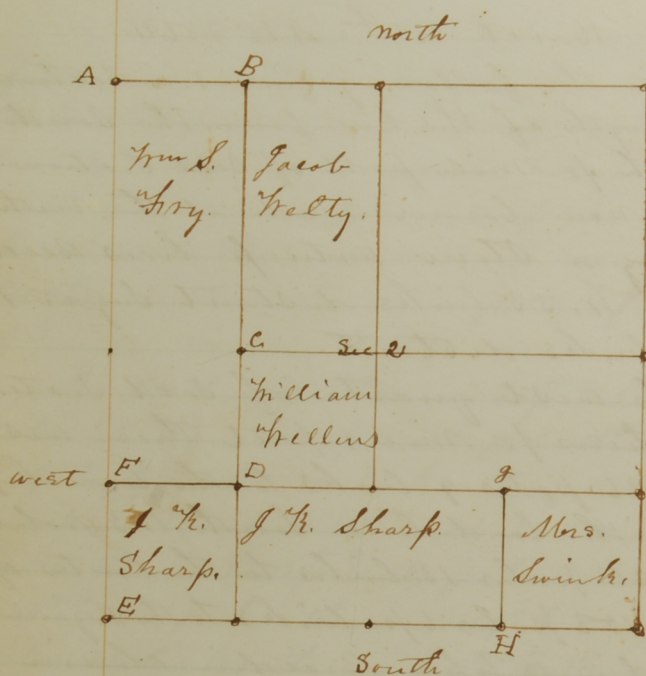 north
A B
Wm S.
Fry.
Jacob
Welty.
C. Sec 2
William
Wellens
west F D g
J K.
Sharp.
J K. Sharp.
Mrs.
Swink.
E H
South